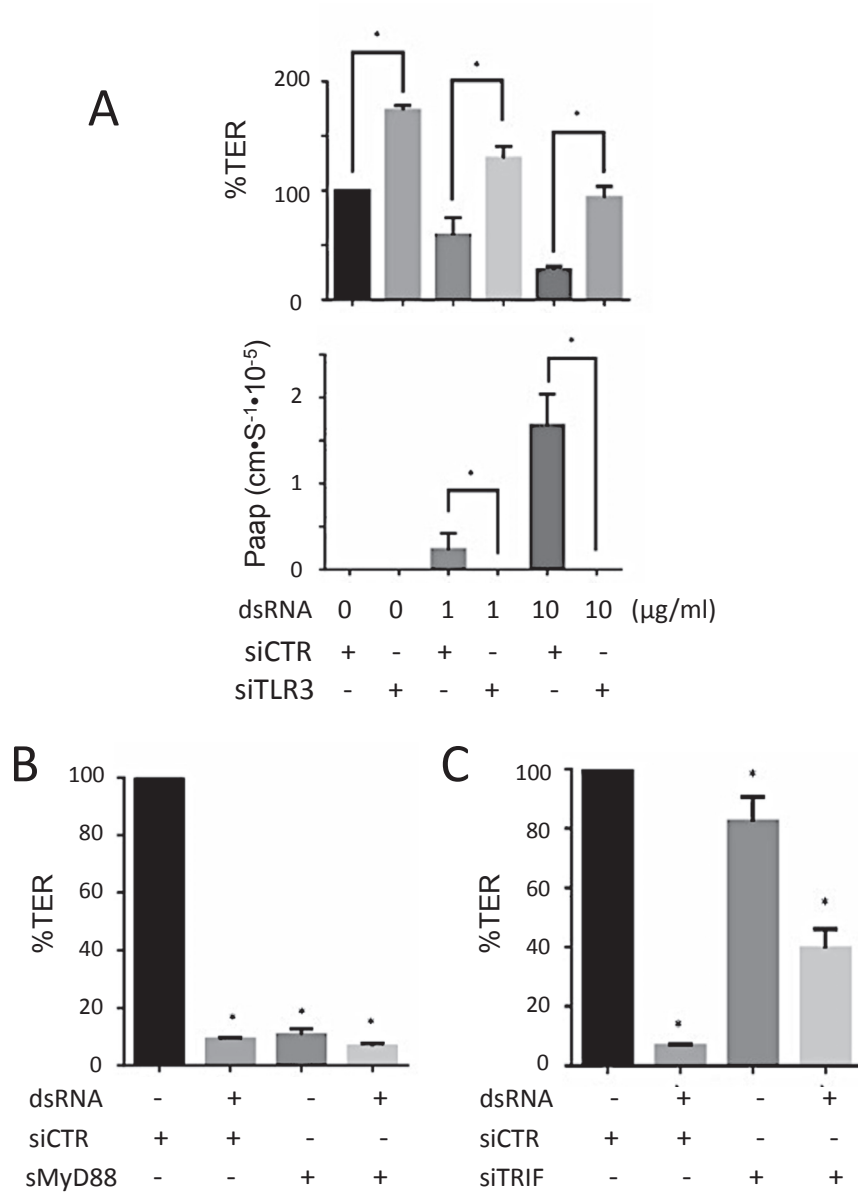 A
%TER
200
100
0
* * *
Paap (cm•S⁻¹•10⁻⁵)
2
1
0
* *
dsRNA 0 0 1 1 10 10 (µg/ml)
siCTR + - + - + -
siTLR3 - + - + - +
B
%TER
100
80
60
40
20
0
* * *
dsRNA - + - +
siCTR + + - -
sMyD88 - - + +
C
%TER
100
80
60
40
20
0
* * *
dsRNA - + - +
siCTR + + - -
siTRIF - - + +